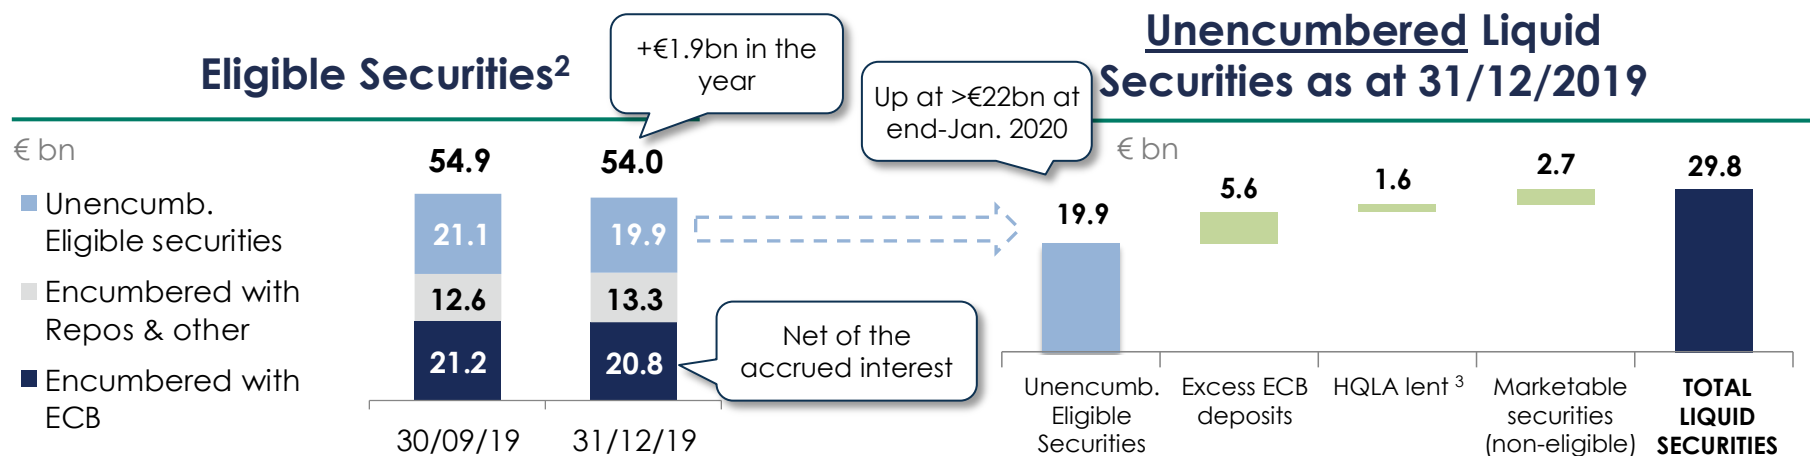 Eligible Securities²
+€1.9bn in the
year
€ bn
54.9
54.0
Unencumb.
Eligible securities
21.1
19.9
Encumbered with
Repos & other
12.6
13.3
Encumbered with
ECB
21.2
20.8
Net of the
accrued interest
30/09/19
31/12/19
Unencumbered Liquid
Securities as at 31/12/2019
Up at >€22bn at
end-Jan. 2020
€ bn
19.9
5.6
1.6
2.7
29.8
Unencumb.
Eligible
Securities
Excess ECB
deposits
HQLA lent ³
Marketable
securities
(non-eligible)
TOTAL
LIQUID
SECURITIES